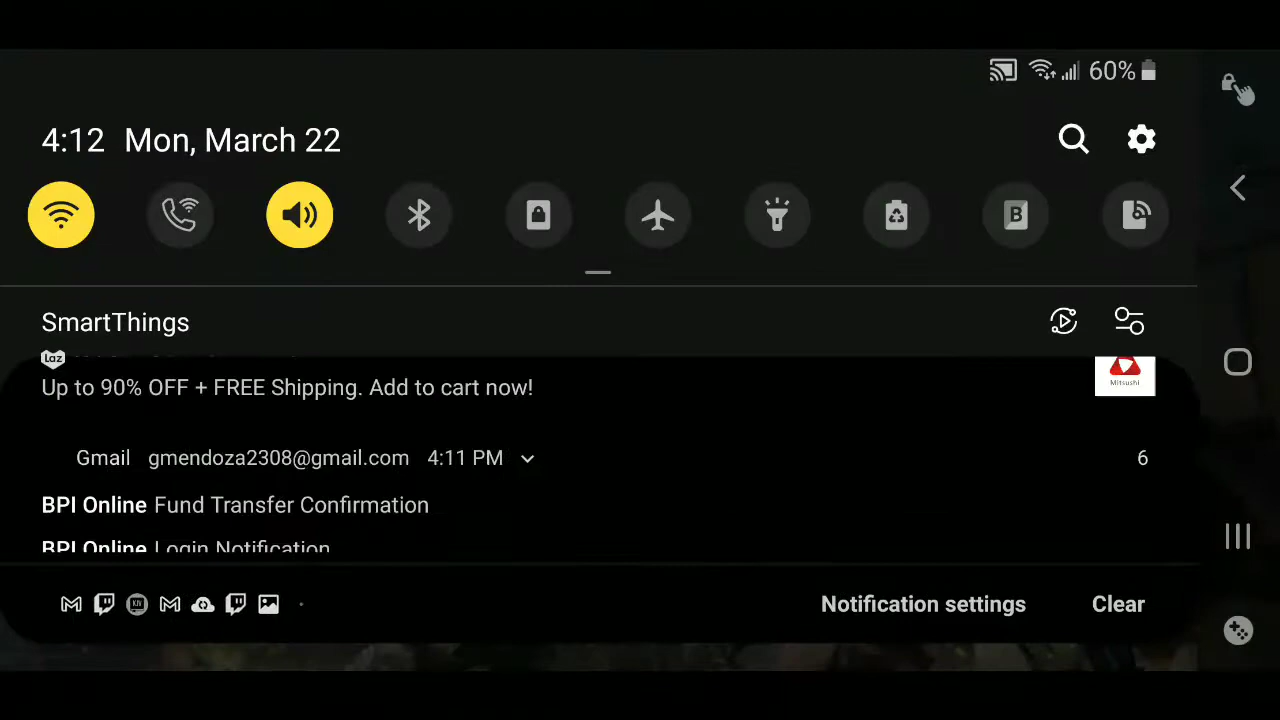 60%
4:12 Mon, March 22
B
SmartThings
Laz
Up to 90% OFF + FREE Shipping. Add to cart now!
Mitsushi
Gmail gmendoza2308@gmail.com 4:11 PM 6
BPI Online Fund Transfer Confirmation
BPI Online Login Notification
Notification settings Clear